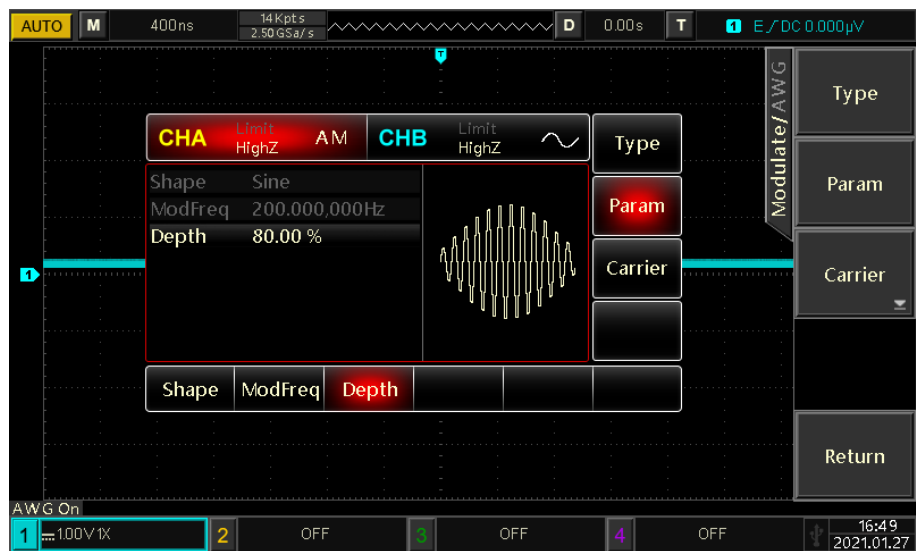 AUTO M 400ns 14Kpts 2.50GSa/s D 0.00s T 1 E DC 0.000µV
T
Modulate/AWG
Type
Param
Carrier
Return
CHA Limit HighZ AM CHB Limit HighZ
Type
Param
Carrier
Shape Sine
ModFreq 200.000,000Hz
Depth 80.00 %
1
Shape ModFreq Depth
AWG On
1 1.00V 1X 2 OFF 3 OFF 4 OFF 16:49
2021.01.27